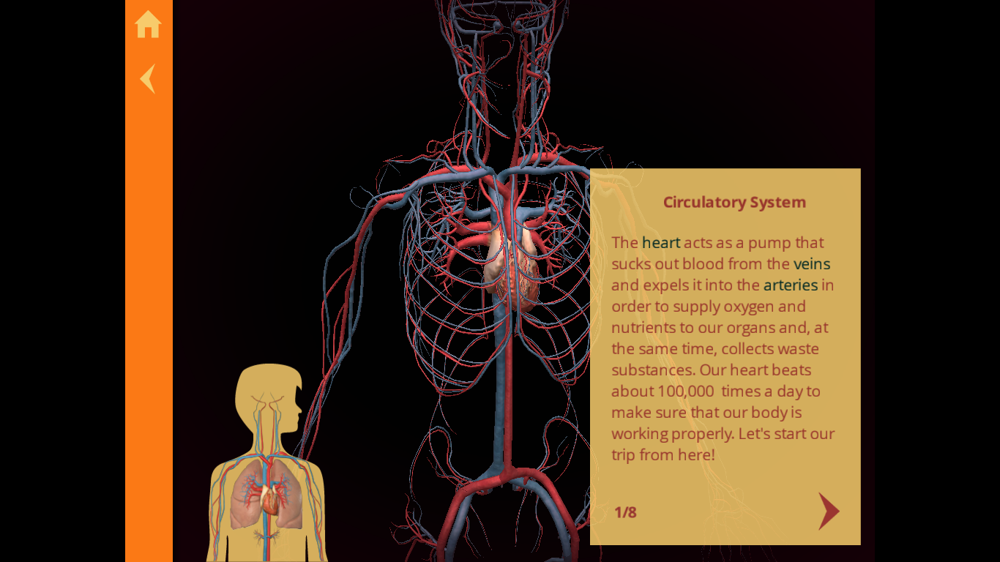 Circulatory System
The heart acts as a pump that
sucks out blood from the veins
and expels it into the arteries in
order to supply oxygen and
nutrients to our organs and, at
the same time, collects waste
substances. Our heart beats
about 100,000  times a day to
make sure that our body is
working properly. Let's start our
trip from here!
1/8